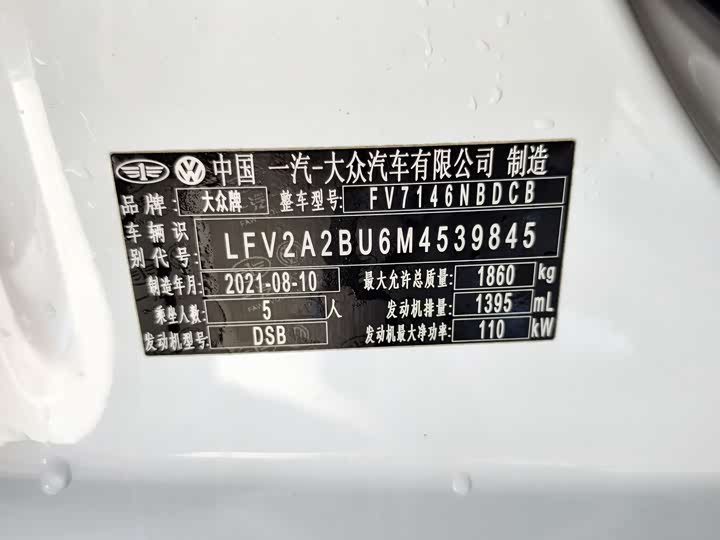 中国 一汽-大众汽车有限公司 制造
品牌: 大众牌 整车型号: FV7146NBDCB
车辆识别代号: LFV2A2BU6M4539845
制造年月: 2021-08-10 最大允许总质量: 1860 kg
乘坐人数: 5 人 发动机排量: 1395 mL
发动机型号: DSB 发动机最大净功率: 110 kW